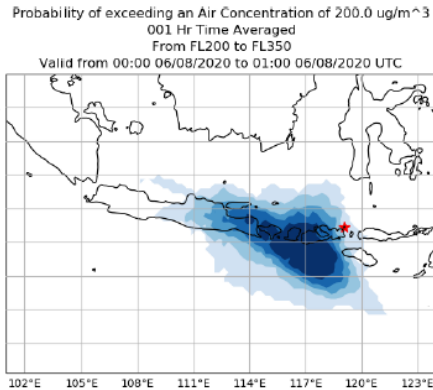 Probability of exceeding an Air Concentration of 200.0 ug/m^3
001 Hr Time Averaged
From FL200 to FL350
Valid from 00:00 06/08/2020 to 01:00 06/08/2020 UTC
102°E 105°E 108°E 111°E 114°E 117°E 120°E 123°E